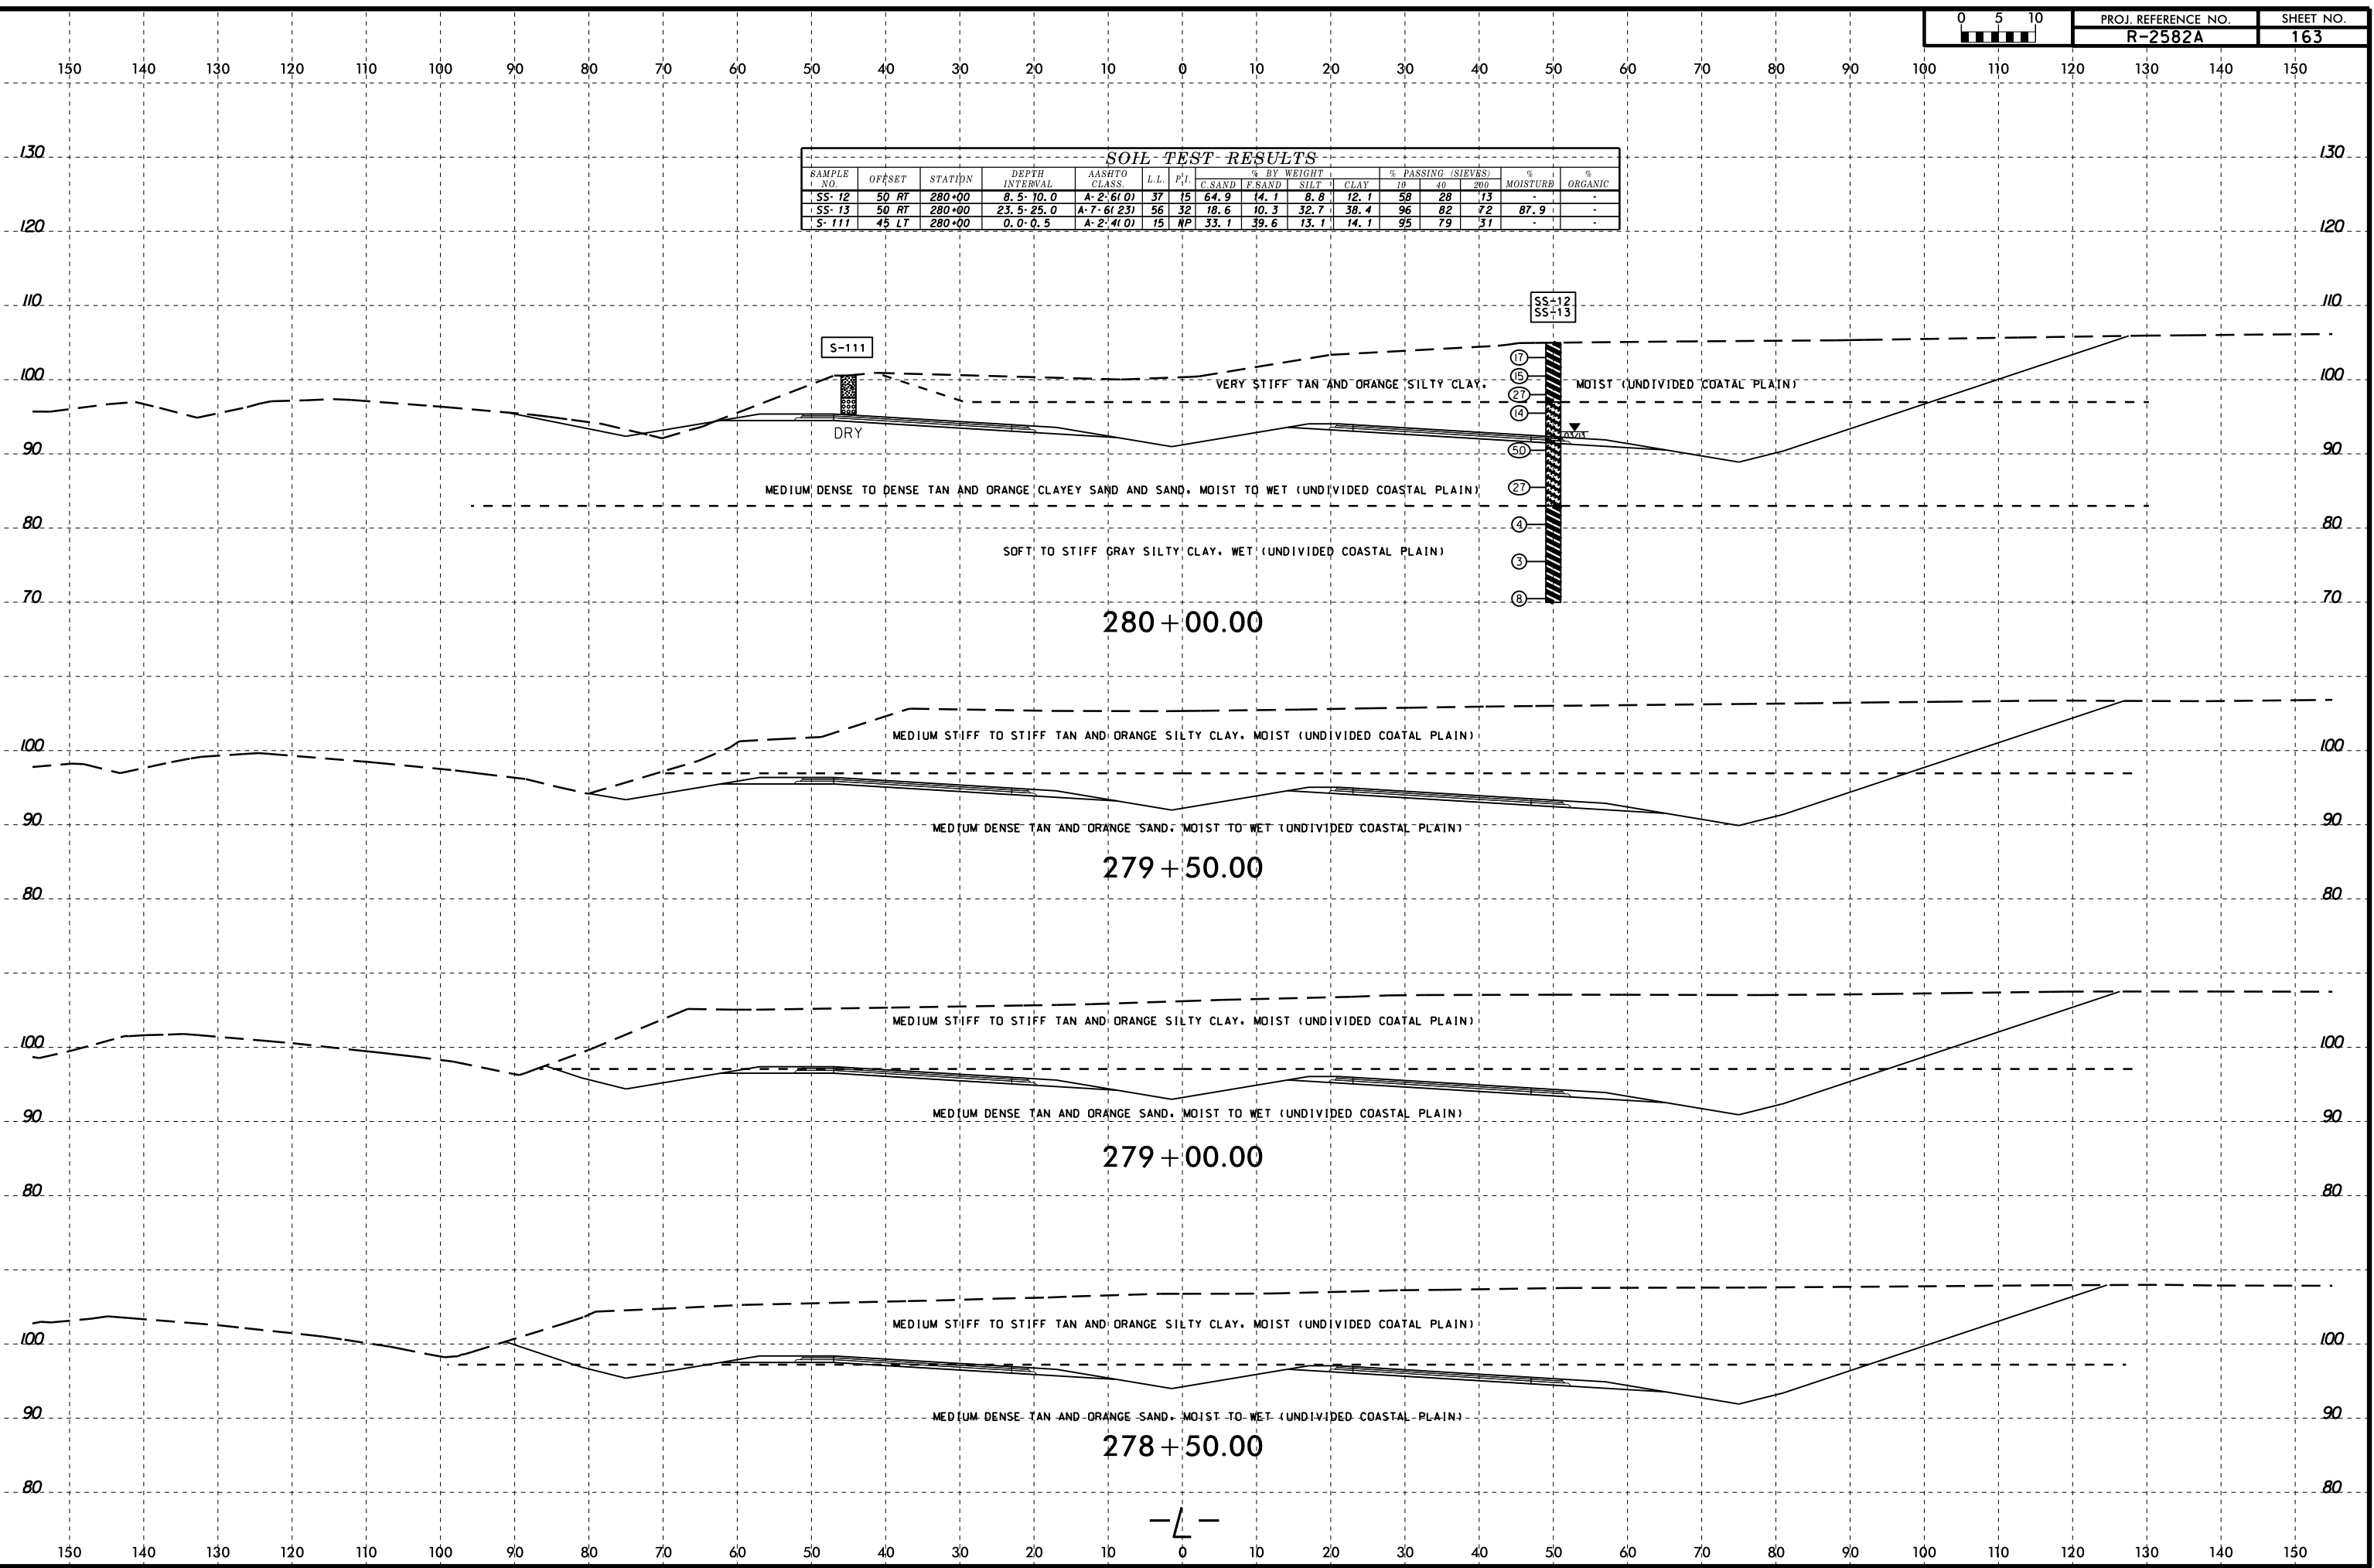 0 5 10 PROJ. REFERENCE NO. SHEET NO.
R-2582A 163
150 140 130 120 110 100 90 80 70 60 50 40 30 20 10 0 10 20 30 40 50 60 70 80 90 100 110 120 130 140 150
130 130
SOIL TEST RESULTS
SAMPLE NO. OFFSET STATION DEPTH INTERVAL AASHTO CLASS. L.L. P.I. % BY WEIGHT % PASSING (SIEVES) % MOISTURE % ORGANIC
C.SAND F.SAND SILT CLAY 10 40 200
SS-12 50 RT 280+00 8.5-10.0 A-2-6(0) 37 15 64.9 14.1 8.8 12.1 58 28 13 - -
SS-13 50 RT 280+00 23.5-25.0 A-7-6(23) 56 32 18.6 10.3 32.7 38.4 96 82 72 87.9 -
S-111 45 LT 280+00 0.0-0.5 A-2-4(0) 15 NP 33.1 39.6 13.1 14.1 95 79 31 - -
120 120
110 110
SS-12
SS-13
S-111
17
15
100 100
VERY STIFF TAN AND ORANGE SILTY CLAY, MOIST (UNDIVIDED COATAL PLAIN)
27
14
DRY
03/13
90 90
50
MEDIUM DENSE TO DENSE TAN AND ORANGE CLAYEY SAND AND SAND, MOIST TO WET (UNDIVIDED COASTAL PLAIN)
27
80 80
4
SOFT TO STIFF GRAY SILTY CLAY, WET (UNDIVIDED COASTAL PLAIN)
3
70 70
8
280+00.00
MEDIUM STIFF TO STIFF TAN AND ORANGE SILTY CLAY, MOIST (UNDIVIDED COATAL PLAIN)
100 100
90 90
MEDIUM DENSE TAN AND ORANGE SAND, MOIST TO WET (UNDIVIDED COASTAL PLAIN)
279+50.00
80 80
MEDIUM STIFF TO STIFF TAN AND ORANGE SILTY CLAY, MOIST (UNDIVIDED COATAL PLAIN)
100 100
90 90
MEDIUM DENSE TAN AND ORANGE SAND, MOIST TO WET (UNDIVIDED COASTAL PLAIN)
279+00.00
80 80
MEDIUM STIFF TO STIFF TAN AND ORANGE SILTY CLAY, MOIST (UNDIVIDED COATAL PLAIN)
100 100
90 90
MEDIUM DENSE TAN AND ORANGE SAND, MOIST TO WET (UNDIVIDED COASTAL PLAIN)
278+50.00
80 80
-L-
150 140 130 120 110 100 90 80 70 60 50 40 30 20 10 0 10 20 30 40 50 60 70 80 90 100 110 120 130 140 150